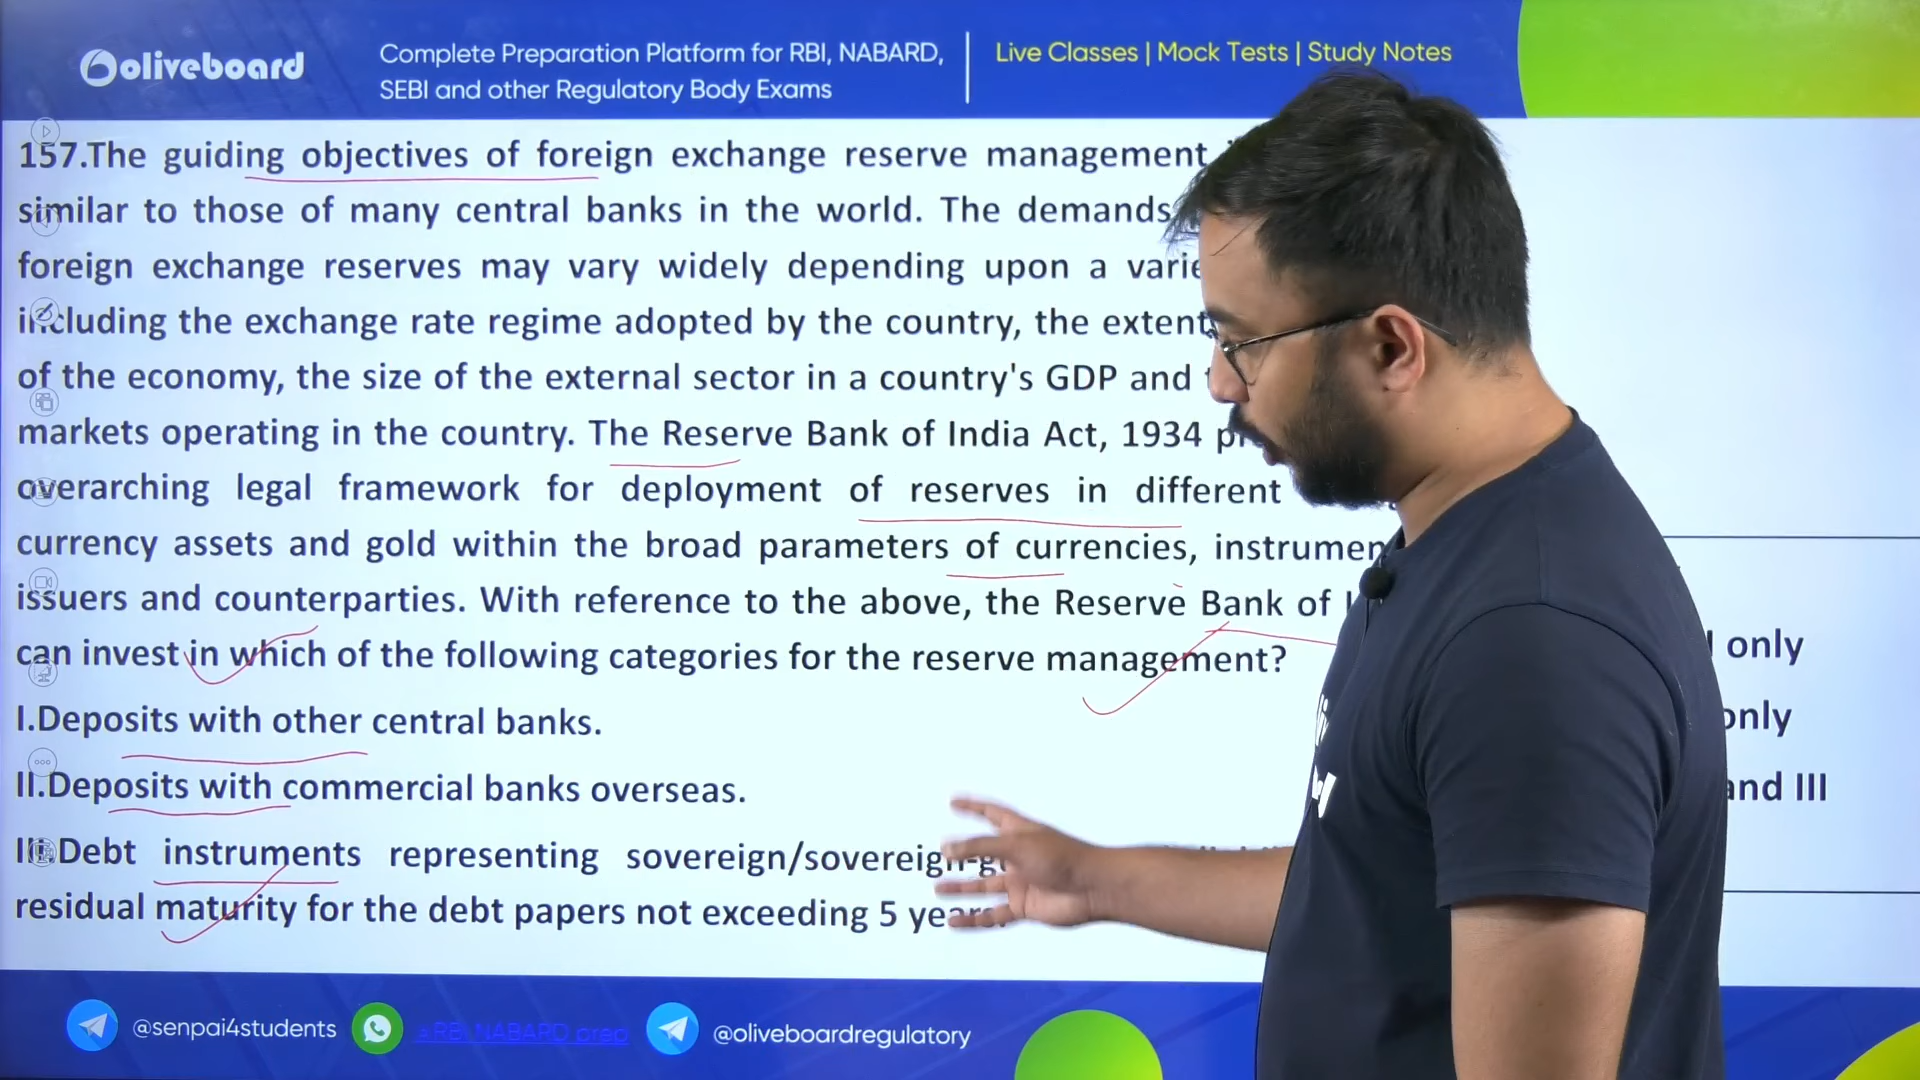 oliveboard
Complete Preparation Platform for RBI, NABARD,
SEBI and other Regulatory Body Exams
Live Classes | Mock Tests | Study Notes
157.The guiding objectives of foreign exchange reserve management
similar to those of many central banks in the world. The demands
foreign exchange reserves may vary widely depending upon a
including the exchange rate regime adopted by the country, the extent
of the economy, the size of the external sector in a country's GDP and
markets operating in the country. The Reserve Bank of India Act, 1934
overarching legal framework for deployment of reserves in different
currency assets and gold within the broad parameters of currencies,
issuers and counterparties. With reference to the above, the Reserve Bank of
can invest in which of the following categories for the reserve management?
I.Deposits with other central banks.
II.Deposits with commercial banks overseas.
III.Debt instruments representing
residual maturity for the debt papers not exceeding 5 years.
only
only
and III
@senpai4students
@oliveboardregulatory